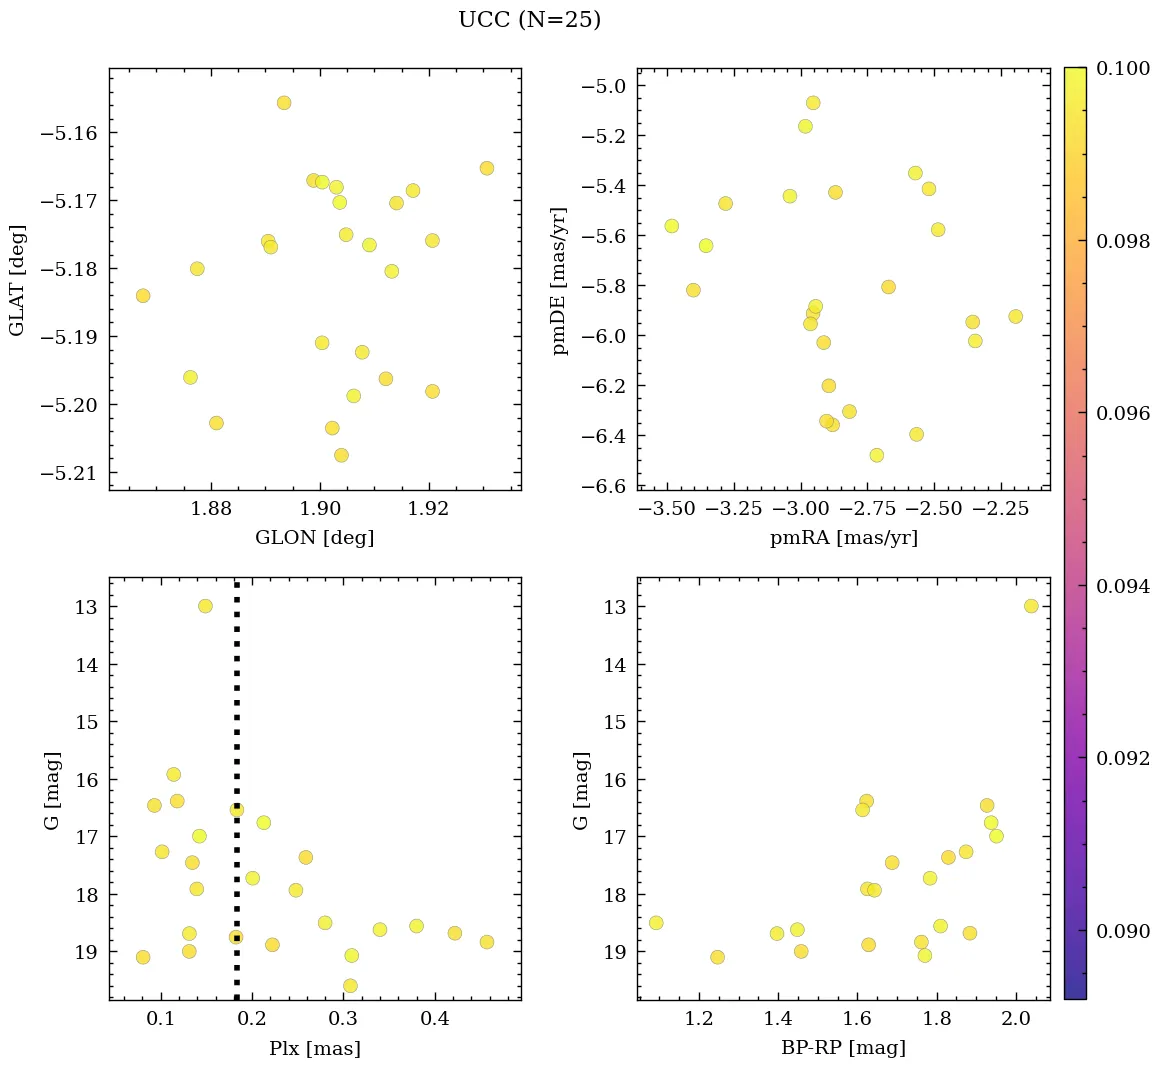 UCC (N=25)
−5.16
−5.17
−5.18
−5.19
−5.20
−5.21
GLAT [deg]
1.88 1.90 1.92
GLON [deg]
−5.0
−5.2
−5.4
−5.6
−5.8
−6.0
−6.2
−6.4
−6.6
pmDE [mas/yr]
−3.50 −3.25 −3.00 −2.75 −2.50 −2.25
pmRA [mas/yr]
13
14
15
16
17
18
19
G [mag]
0.1 0.2 0.3 0.4
Plx [mas]
13
14
15
16
17
18
19
G [mag]
1.2 1.4 1.6 1.8 2.0
BP-RP [mag]
0.100
0.098
0.096
0.094
0.092
0.090